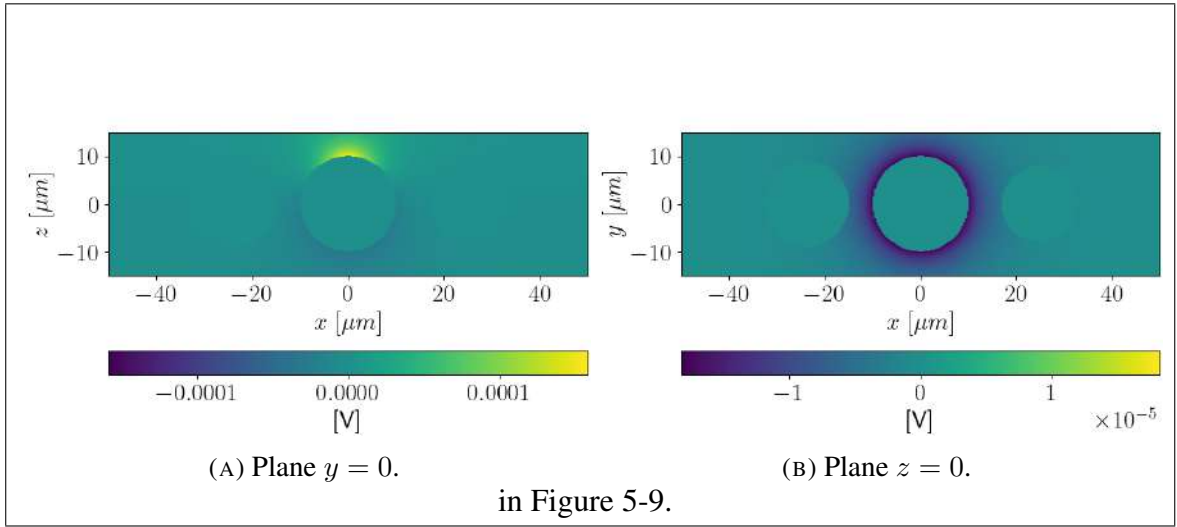 10
0
−10
z [μm]
−40 −20 0 20 40
x [μm]
−0.0001 0.0000 0.0001
[V]
(A) Plane y = 0.
10
0
−10
y [μm]
−40 −20 0 20 40
x [μm]
−1 0 1
×10⁻⁵
[V]
(B) Plane z = 0.
in Figure 5-9.